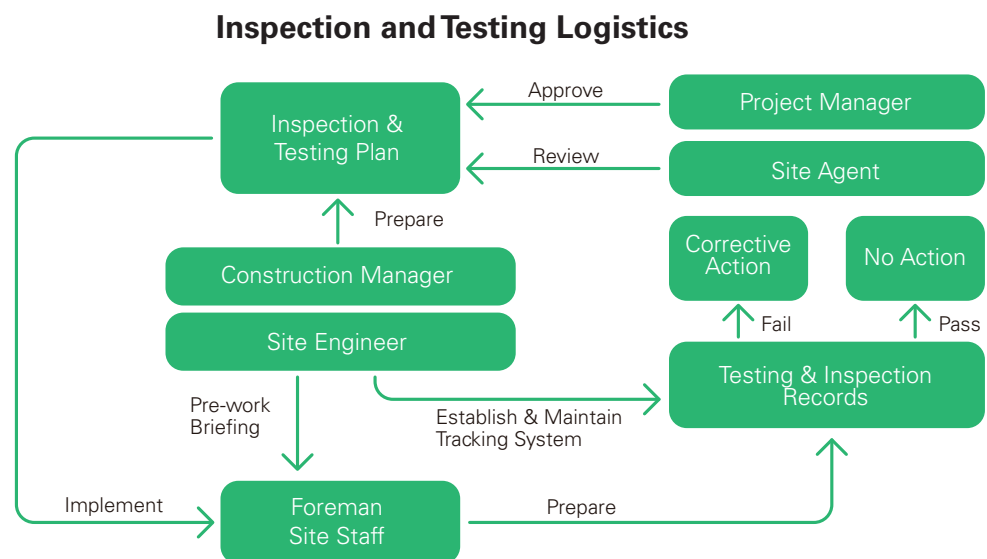 Inspection and Testing Logistics
Inspection &
Testing Plan
Approve
Project Manager
Review
Site Agent
Prepare
Construction Manager
Site Engineer
Corrective
Action
No Action
Fail
Pass
Testing & Inspection
Records
Pre-work
Briefing
Establish & Maintain
Tracking System
Implement
Foreman
Site Staff
Prepare